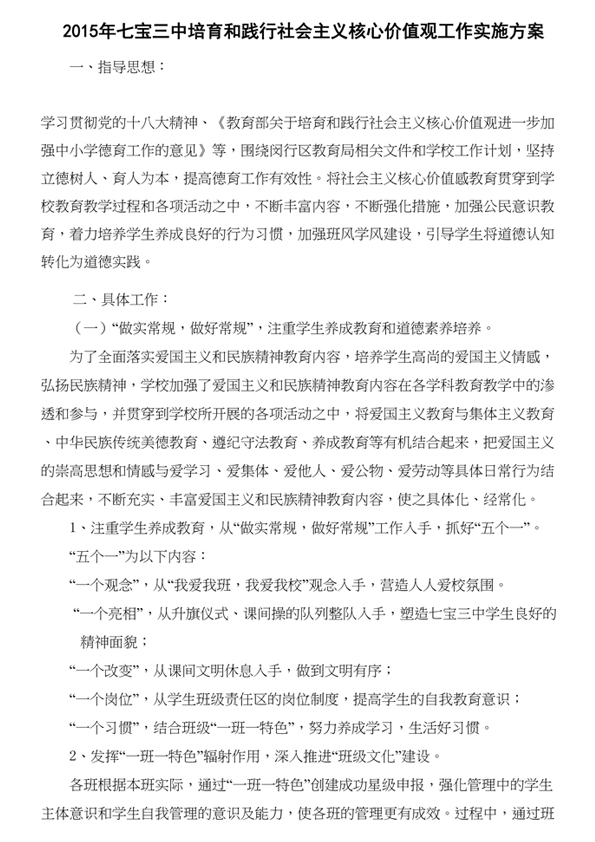 2015年七宝三中培育和践行社会主义核心价值观工作实施方案
一、指导思想：
学习贯彻党的十八大精神、《教育部关于培育和践行社会主义核心价值观进一步加
强中小学德育工作的意见》等，围绕闵行区教育局相关文件和学校工作计划，坚持
立德树人、育人为本，提高德育工作有效性。将社会主义核心价值感教育贯穿到学
校教育教学过程和各项活动之中，不断丰富内容，不断强化措施，加强公民意识教
育，着力培养学生养成良好的行为习惯，加强班风学风建设，引导学生将道德认知
转化为道德实践。
二、具体工作：
（一）“做实常规，做好常规”，注重学生养成教育和道德素养培养。
为了全面落实爱国主义和民族精神教育内容，培养学生高尚的爱国主义情感，
弘扬民族精神，学校加强了爱国主义和民族精神教育内容在各学科教育教学中的渗
透和参与，并贯穿到学校所开展的各项活动之中，将爱国主义教育与集体主义教育
、中华民族传统美德教育、遵纪守法教育、养成教育等有机结合起来，把爱国主义
的崇高思想和情感与爱学习、爱集体、爱他人、爱公物、爱劳动等具体日常行为结
合起来，不断充实、丰富爱国主义和民族精神教育内容，使之具体化、经常化。
1、注重学生养成教育，从“做实常规，做好常规”工作入手，抓好“五个一”。
“五个一”为以下内容：
“一个观念”，从“我爱我班，我爱我校”观念入手，营造人人爱校氛围。
“一个亮相”，从升旗仪式、课间操的队列整队入手，塑造七宝三中学生良好的
精神面貌；
“一个改变”，从课间文明休息入手，做到文明有序；
“一个岗位”，从学生班级责任区的岗位制度，提高学生的自我教育意识；
“一个习惯”，结合班级“一班一特色”，努力养成学习，生活好习惯。
2、发挥“一班一特色”辐射作用，深入推进“班级文化”建设。
各班根据本班实际，通过“一班一特色”创建成功星级申报，强化管理中的学生
主体意识和学生自我管理的意识及能力，使各班的管理更有成效。过程中，通过班